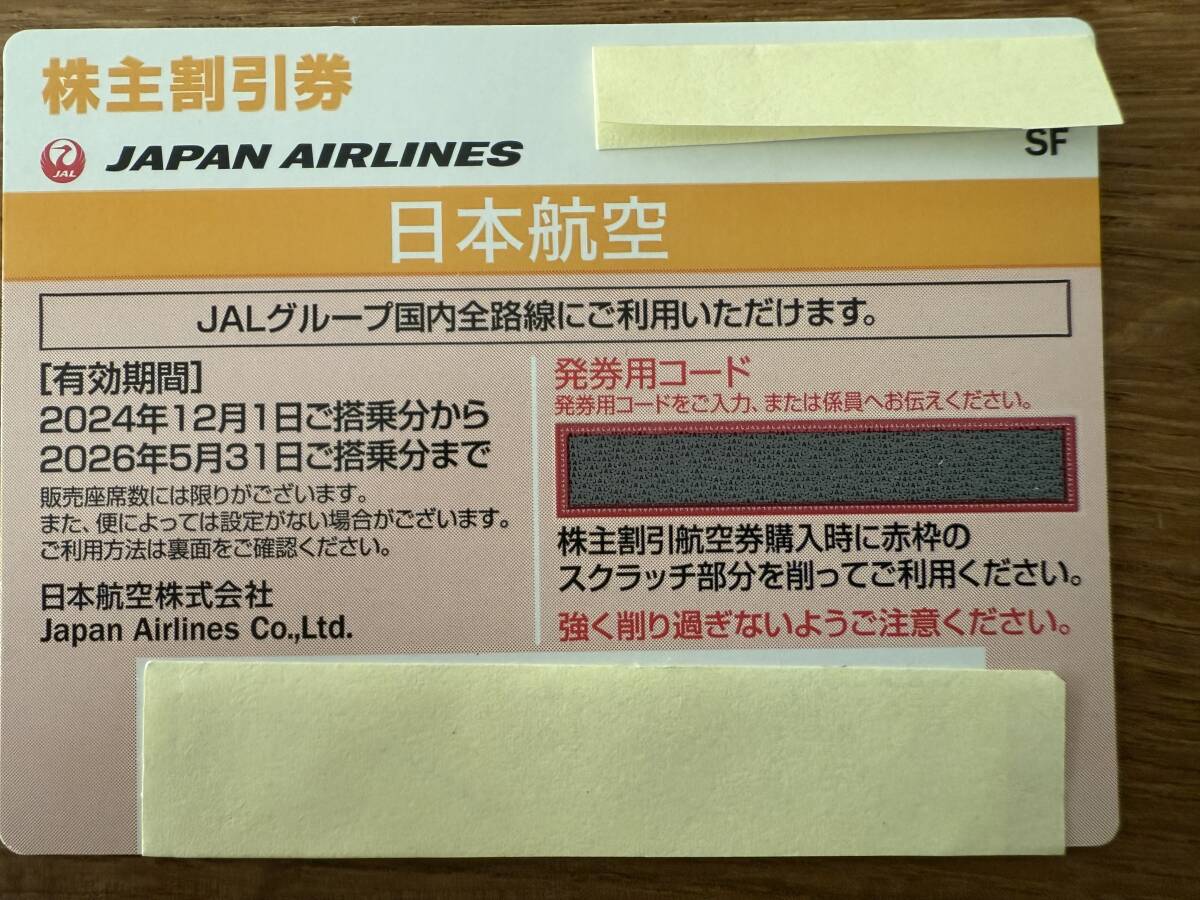 株主割引券
JAL
JAPAN AIRLINES
SF
日本航空
JALグループ国内全路線にご利用いただけます。
[有効期間]
2024年12月1日ご搭乗分から
2026年5月31日ご搭乗分まで
販売座席数には限りがございます。
また、便によっては設定がない場合がございます。
ご利用方法は裏面をご確認ください。
日本航空株式会社
Japan Airlines Co.,Ltd.
発券用コード
発券用コードをご入力、または係員へお伝えください。
株主割引航空券購入時に赤枠の
スクラッチ部分を削ってご利用ください。
強く削り過ぎないようご注意ください。